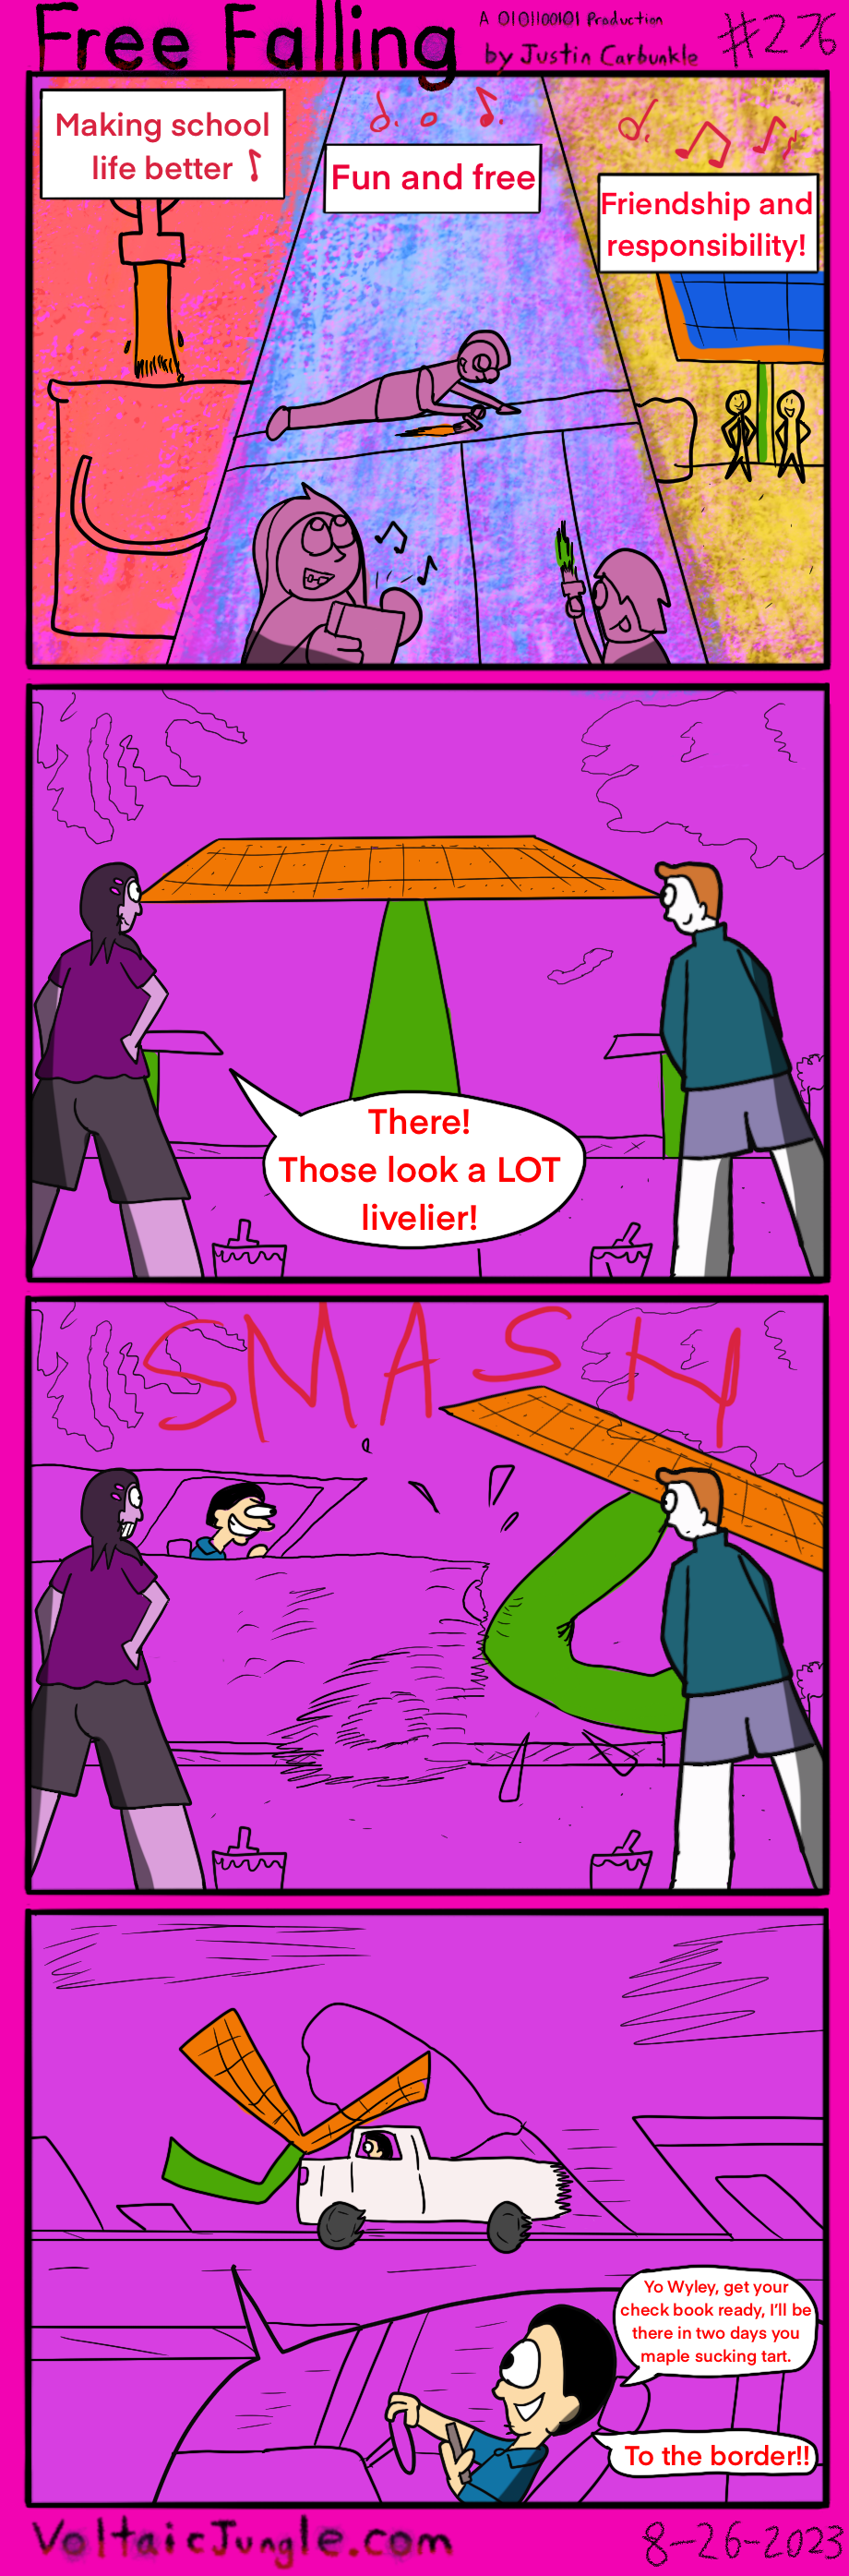 Free Falling
A 0101100101 Production
by Justin Carbunkle
#276
Making school
life better
Fun and free
Friendship and
responsibility!
There!
Those look a LOT
livelier!
SMASH
Yo Wyley, get your
check book ready, I'll be
there in two days you
maple sucking tart.
To the border!!
VoltaicJungle.com
8-26-2023